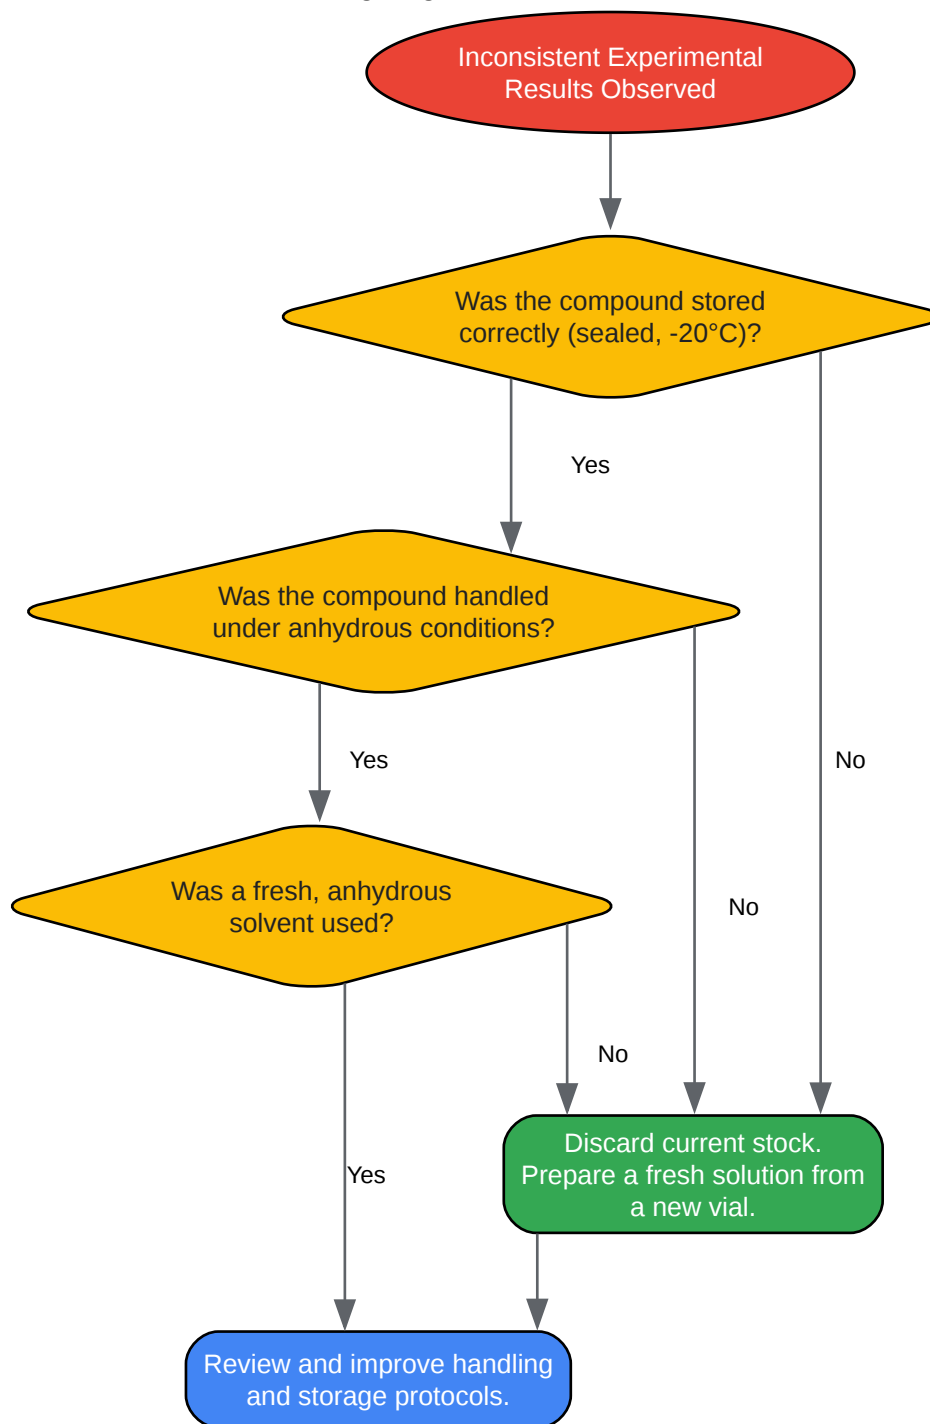 Inconsistent Experimental
Results Observed
Was the compound stored
correctly (sealed, -20°C)?
Yes
Was the compound handled
under anhydrous conditions?
Yes
No
Was a fresh, anhydrous
solvent used?
No
No
Discard current stock.
Prepare a fresh solution from
a new vial.
Yes
Review and improve handling
and storage protocols.